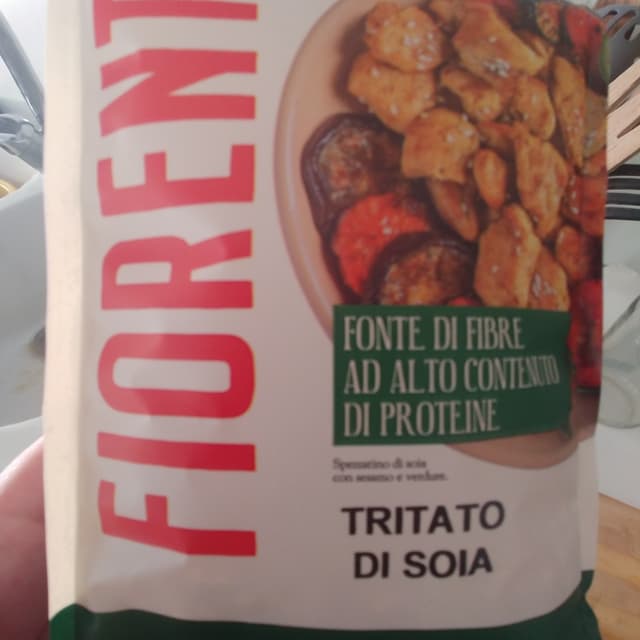 FIORENT
FONTE DI FIBRE
AD ALTO CONTENUTO
DI PROTEINE
Spezzatino di soia
con sesamo e verdure.
TRITATO
DI SOIA